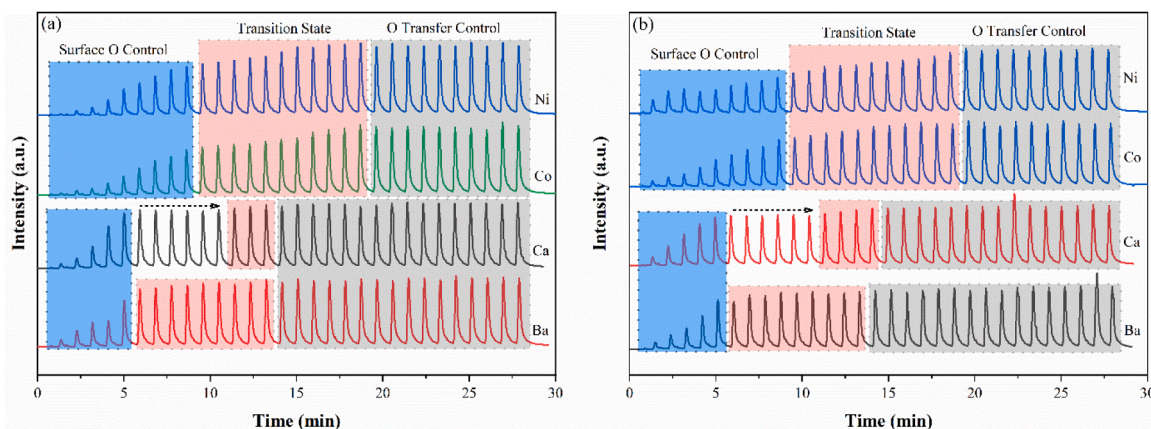 (a)
Transition State
O Transfer Control
Surface O Control
Ni
Co
Ca
Ba
Intensity (a.u.)
0
5
10
15
20
25
30
Time (min)
(b)
Transition State
O Transfer Control
Surface O Control
Ni
Co
Ca
Ba
Intensity (a.u.)
0
5
10
15
20
25
30
Time (min)